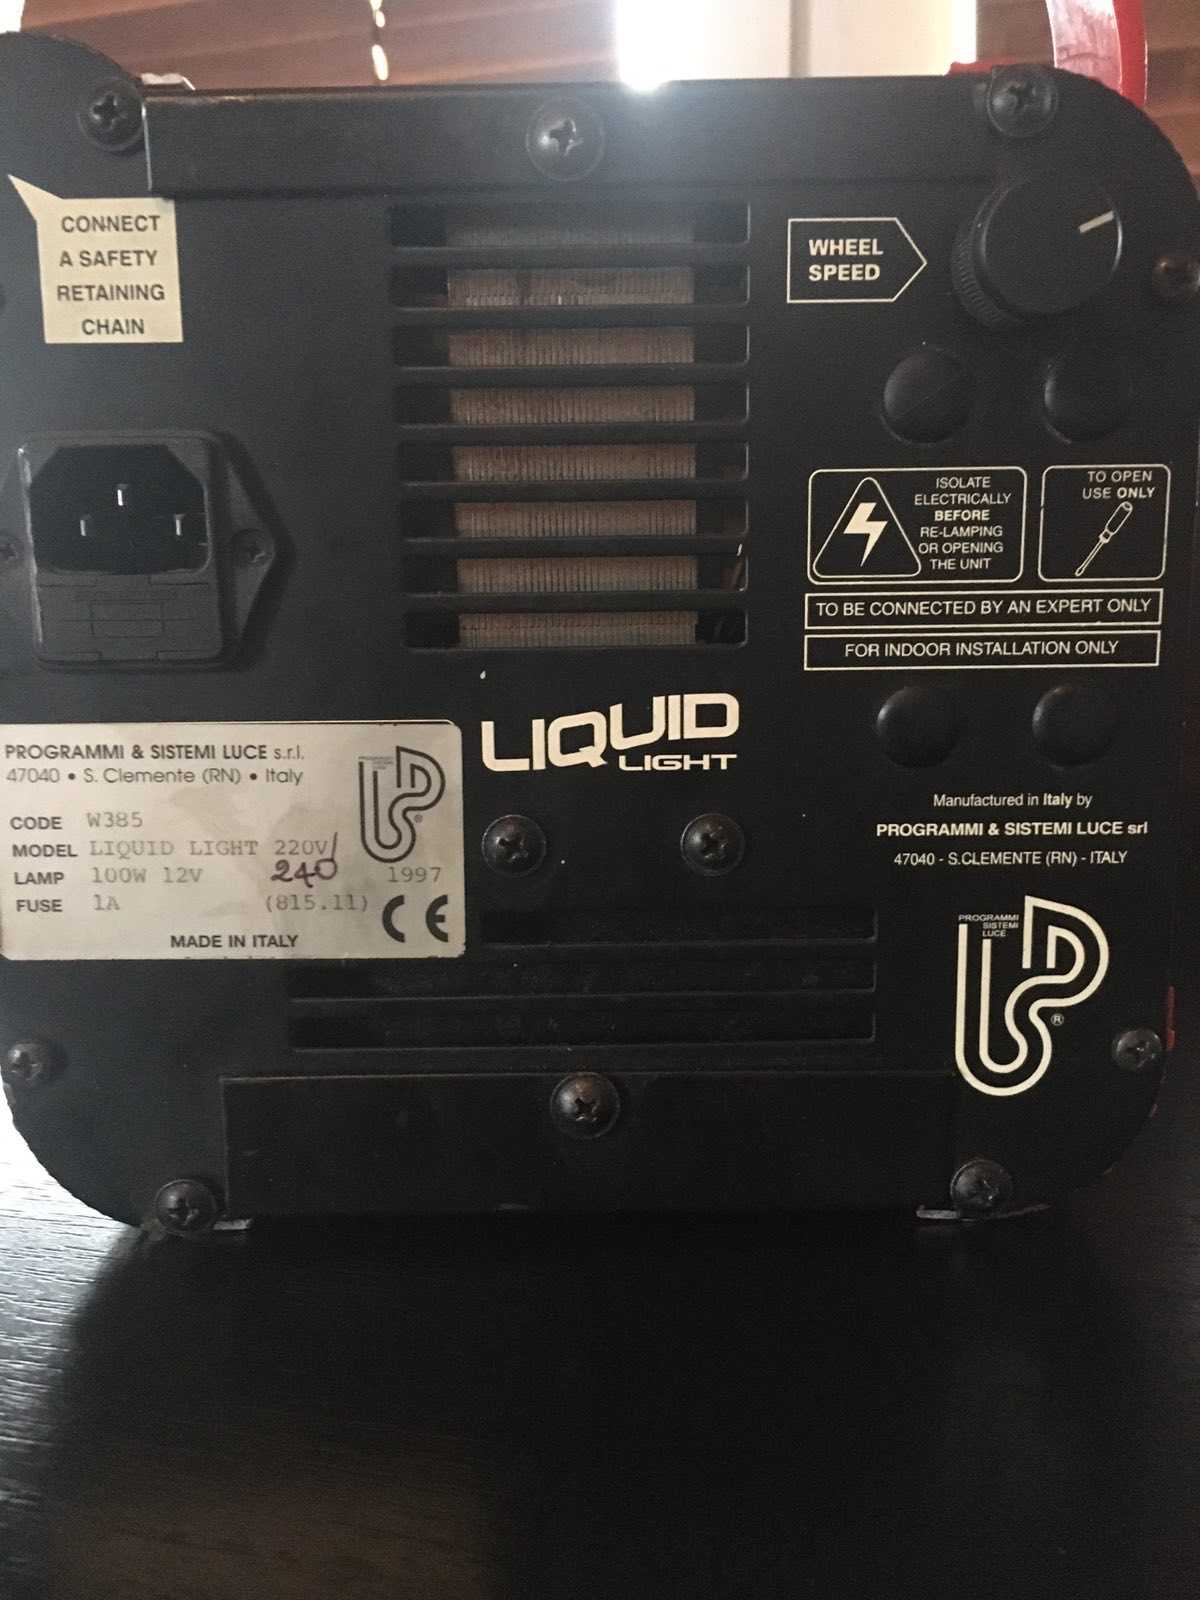 CONNECT
A SAFETY
RETAINING
CHAIN
WHEEL
SPEED
ISOLATE
ELECTRICALLY
BEFORE
RE-LAMPING
OR OPENING
THE UNIT
TO OPEN
USE ONLY
TO BE CONNECTED BY AN EXPERT ONLY
FOR INDOOR INSTALLATION ONLY
LIQUID
LIGHT
PROGRAMMI & SISTEMI LUCE s.r.l.
47040 • S. Clemente (RN) • Italy
CODE W385
MODEL LIQUID LIGHT 220V/
240
LAMP 100W 12V 1997
FUSE 1A (815.11) CE
MADE IN ITALY
Manufactured in Italy by
PROGRAMMI & SISTEMI LUCE srl
47040 - S.CLEMENTE (RN) - ITALY
PROGRAMMI
SISTEMI
LUCE
®